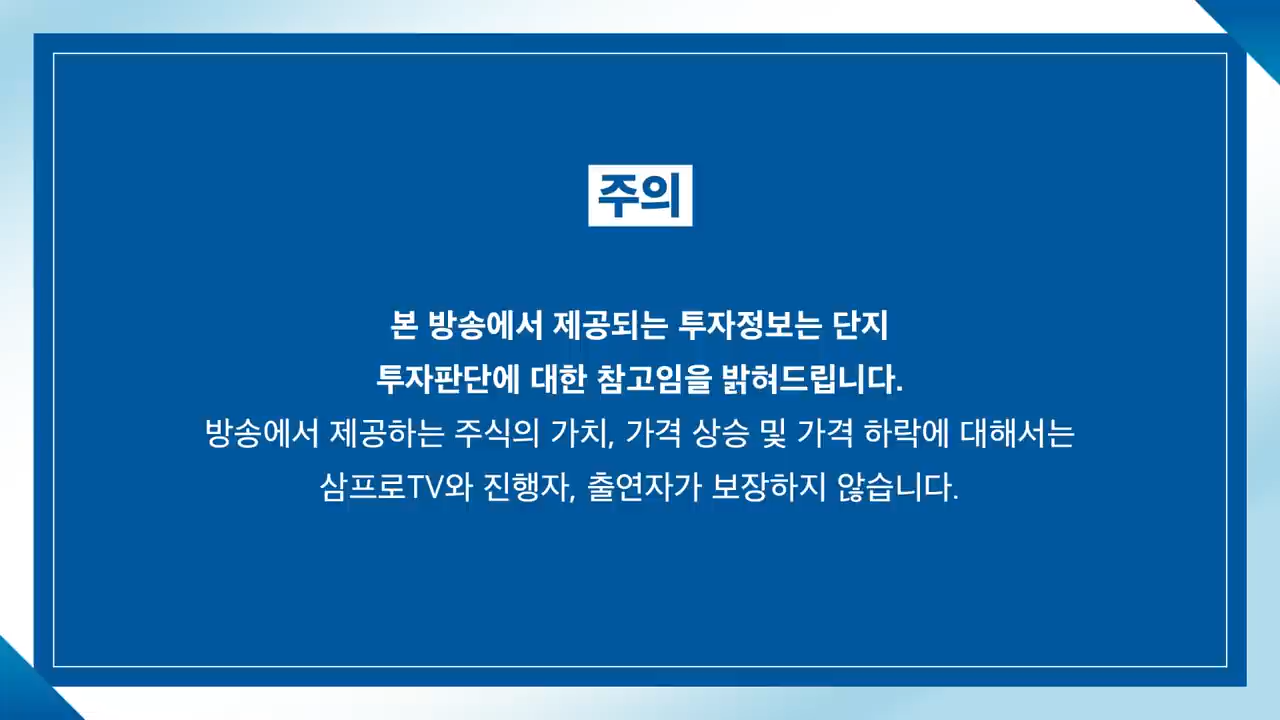 주의
본 방송에서 제공되는 투자정보는 단지
투자판단에 대한 참고임을 밝혀드립니다.
방송에서 제공하는 주식의 가치, 가격 상승 및 가격 하락에 대해서는
삼프로TV와 진행자, 출연자가 보장하지 않습니다.